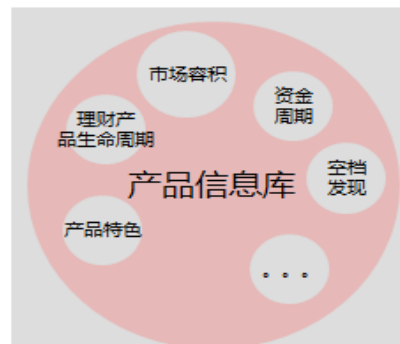 市场容积
资金
周期
理财产
品生命周期
产品信息库
空档
发现
产品特色
。。。